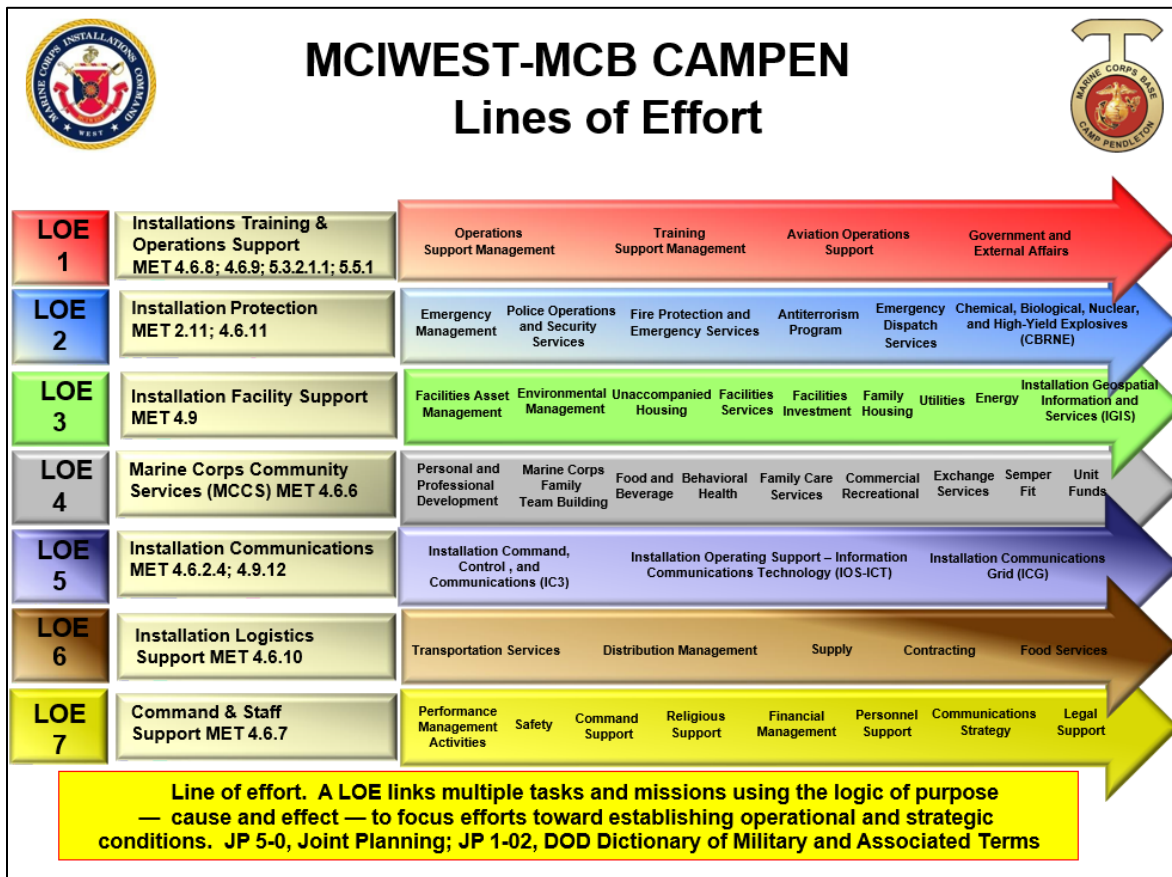 MCIWEST-MCB CAMPEN
Lines of Effort
MARINE CORPS INSTALLATIONS COMMAND
WEST
MARINE CORPS BASE
CAMP PENDLETON
LOE
1
Installations Training &
Operations Support
MET 4.6.8; 4.6.9; 5.3.2.1.1; 5.5.1
Operations
Support Management
Training
Support Management
Aviation Operations
Support
Government and
External Affairs
LOE
2
Installation Protection
MET 2.11; 4.6.11
Emergency
Management
Police Operations
and Security
Services
Fire Protection and
Emergency Services
Antiterrorism
Program
Emergency
Dispatch
Services
Chemical, Biological, Nuclear,
and High-Yield Explosives
(CBRNE)
LOE
3
Installation Facility Support
MET 4.9
Facilities Asset
Management
Environmental
Management
Unaccompanied
Housing
Facilities
Services
Facilities
Investment
Family
Housing
Utilities
Energy
Installation Geospatial
Information and
Services (IGIS)
LOE
4
Marine Corps Community
Services (MCCS) MET 4.6.6
Personal and
Professional
Development
Marine Corps
Family
Team Building
Food and
Beverage
Behavioral
Health
Family Care
Services
Commercial
Recreational
Exchange
Services
Semper
Fit
Unit
Funds
LOE
5
Installation Communications
MET 4.6.2.4; 4.9.12
Installation Command,
Control , and
Communications (IC3)
Installation Operating Support – Information
Communications Technology (IOS-ICT)
Installation Communications
Grid (ICG)
LOE
6
Installation Logistics
Support MET 4.6.10
Transportation Services
Distribution Management
Supply
Contracting
Food Services
LOE
7
Command & Staff
Support MET 4.6.7
Performance
Management
Activities
Safety
Command
Support
Religious
Support
Financial
Management
Personnel
Support
Communications
Strategy
Legal
Support
Line of effort. A LOE links multiple tasks and missions using the logic of purpose
— cause and effect — to focus efforts toward establishing operational and strategic
conditions. JP 5-0, Joint Planning; JP 1-02, DOD Dictionary of Military and Associated Terms